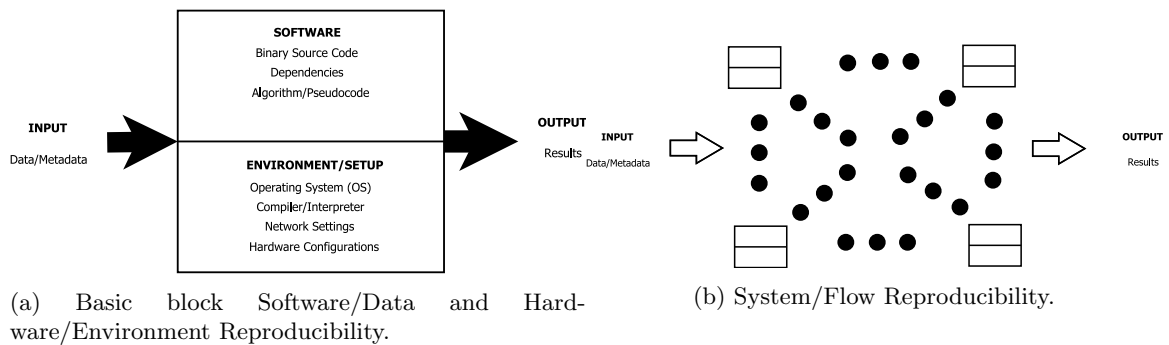 SOFTWARE
Binary Source Code
Dependencies
Algorithm/Pseudocode
INPUT
Data/Metadata
ENVIRONMENT/SETUP
Operating System (OS)
Compiler/Interpreter
Network Settings
Hardware Configurations
OUTPUT
Results
(a) Basic block Software/Data and Hard-
ware/Environment Reproducibility.
INPUT
Data/Metadata
OUTPUT
Results
(b) System/Flow Reproducibility.